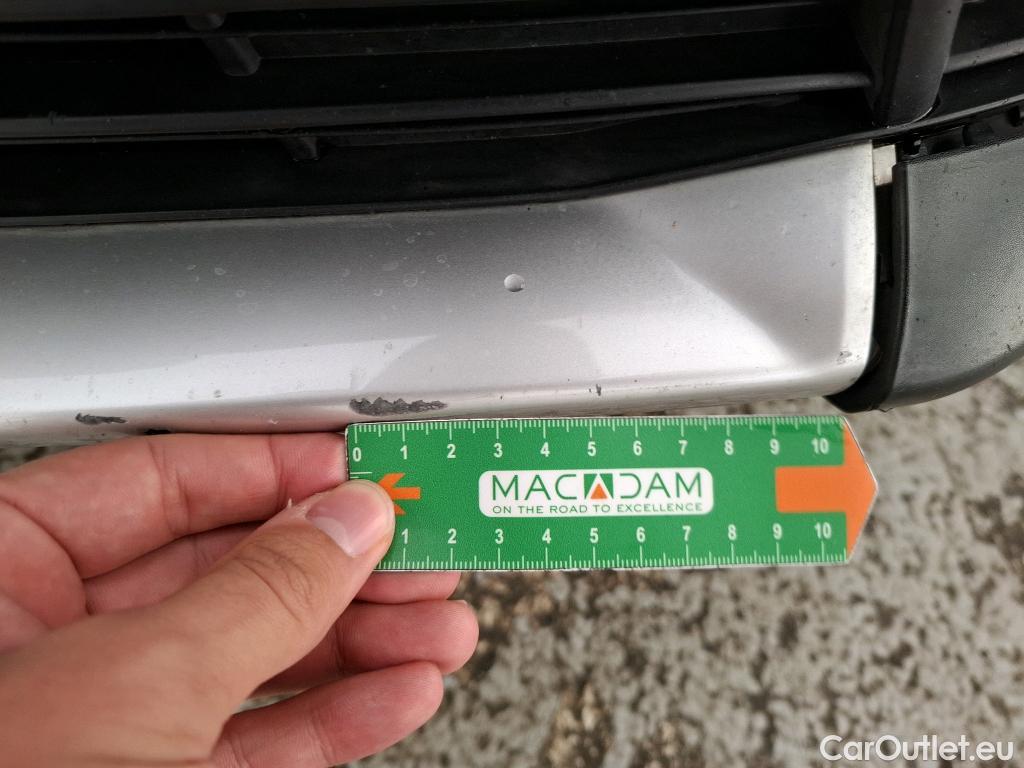 0 1 2 3 4 5 6 7 8 9 10
MACADAM
ON THE ROAD TO EXCELLENCE
1 2 3 4 5 6 7 8 9 10
CarOutlet.eu